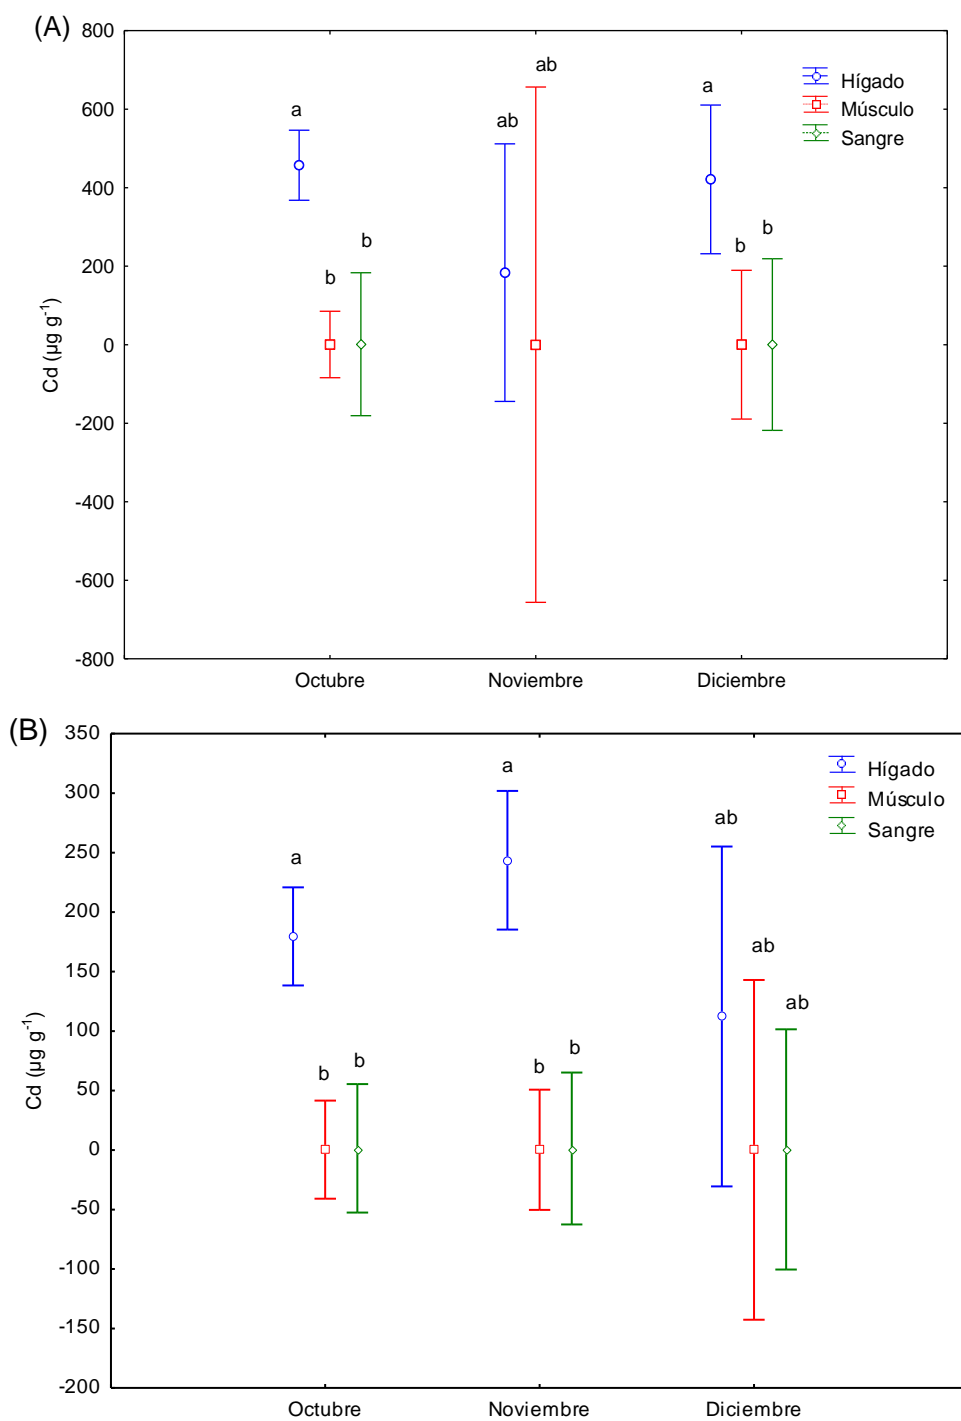 (A)
800
600
400
200
0
-200
-400
-600
-800
Cd (µg g⁻¹)
a
b
b
ab
ab
a
b
b
Hígado
Músculo
Sangre
Octubre Noviembre Diciembre
(B)
350
300
250
200
150
100
50
0
-50
-100
-150
-200
Cd (µg g⁻¹)
a
b
b
a
b
b
ab
ab
ab
Hígado
Músculo
Sangre
Octubre Noviembre Diciembre